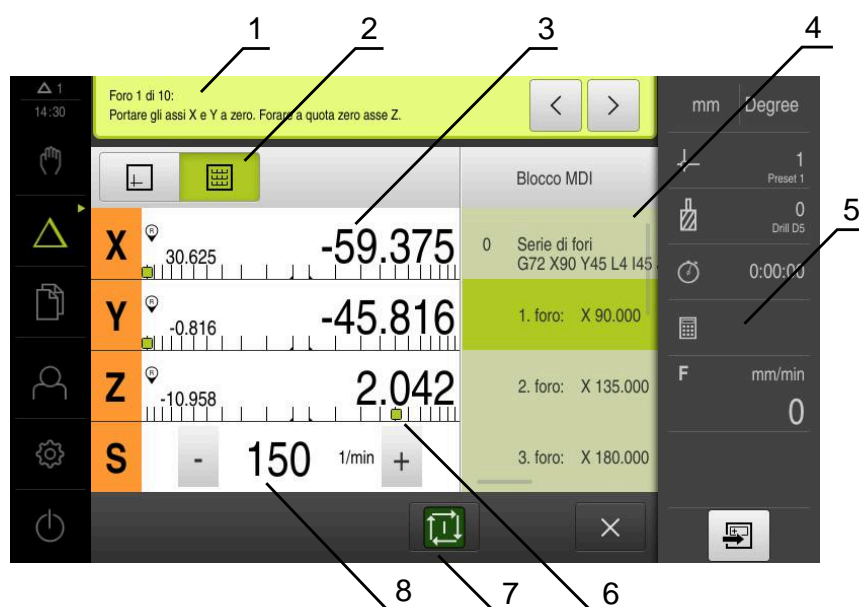 1 2 3 4
1
14:30
Foro 1 di 10:
Portare gli assi X e Y a zero. Forare a quota zero asse Z.
< >
mm Degree
Blocco MDI
1
Preset 1
0
Drill D5
5
X R 30.625 -59.375
0 Serie di fori
G72 X90 Y45 L4 I45
0:00:00
Y R -0.816 -45.816
1. foro: X 90.000
Z R -10.958 2.042
2. foro: X 135.000
F mm/min
0
S - 150 1/min +
3. foro: X 180.000
I
8 7 6